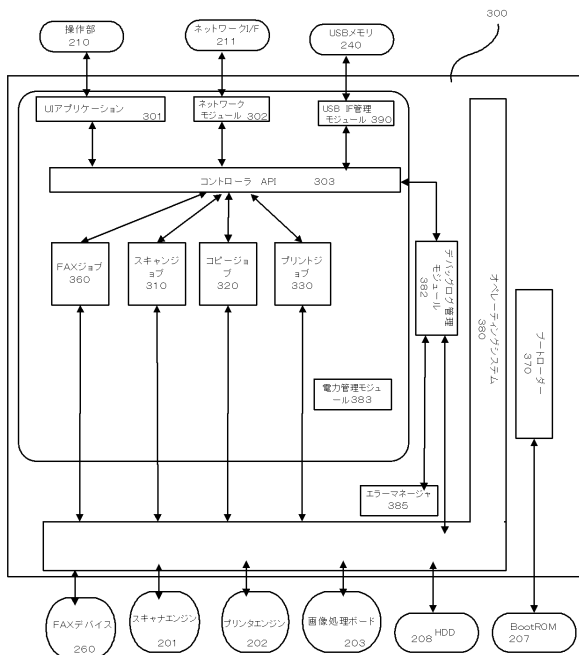 300
操作部
210
ネットワークI/F
211
USBメモリ
240
UIアプリケーション
301
ネットワーク
モジュール 302
USB IF管理
モジュール 390
コントローラ API 303
FAXジョブ
360
スキャンジ
ョブ
310
コピージョ
ブ
320
プリントジ
ョブ
330
デバッグログ管理
モジュール
382
オペレーティングシステム
380
ブートローダー
370
電力管理モジュ
ール383
エラーマネージャ
385
FAXデバイス
260
スキャナエンジン
201
プリンタエンジン
202
画像処理ボード
203
208 HDD
BootROM
207